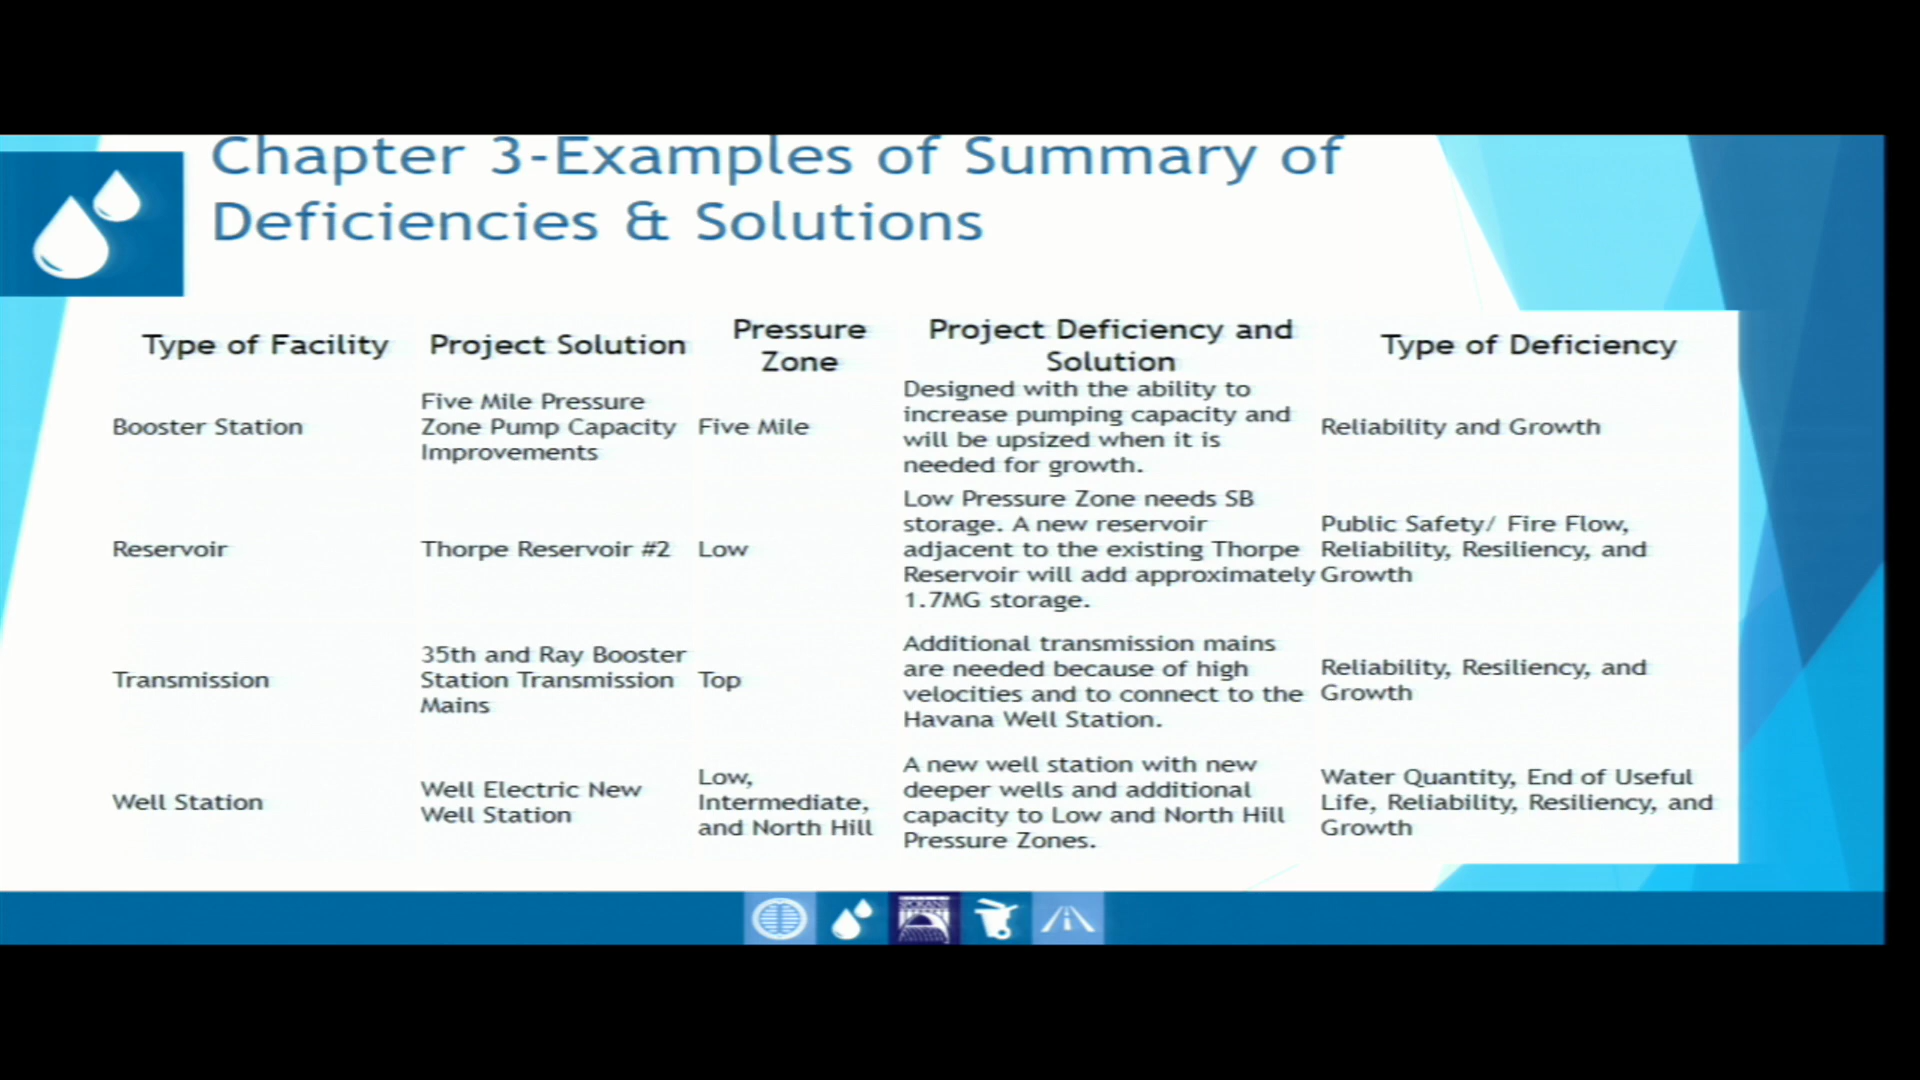 Chapter 3-Examples of Summary of
Deficiencies & Solutions
Type of Facility
Project Solution
Pressure
Zone
Project Deficiency and
Solution
Type of Deficiency
Booster Station
Five Mile Pressure
Zone Pump Capacity
Improvements
Five Mile
Designed with the ability to
increase pumping capacity and
will be upsized when it is
needed for growth.
Reliability and Growth
Reservoir
Thorpe Reservoir #2
Low
Low Pressure Zone needs SB
storage. A new reservoir
adjacent to the existing Thorpe
Reservoir will add approximately
1.7MG storage.
Public Safety/ Fire Flow,
Reliability, Resiliency, and
Growth
Transmission
35th and Ray Booster
Station Transmission
Mains
Top
Additional transmission mains
are needed because of high
velocities and to connect to the
Havana Well Station.
Reliability, Resiliency, and
Growth
Well Station
Well Electric New
Well Station
Low,
Intermediate,
and North Hill
A new well station with new
deeper wells and additional
capacity to Low and North Hill
Pressure Zones.
Water Quantity, End of Useful
Life, Reliability, Resiliency, and
Growth
SPOKANE